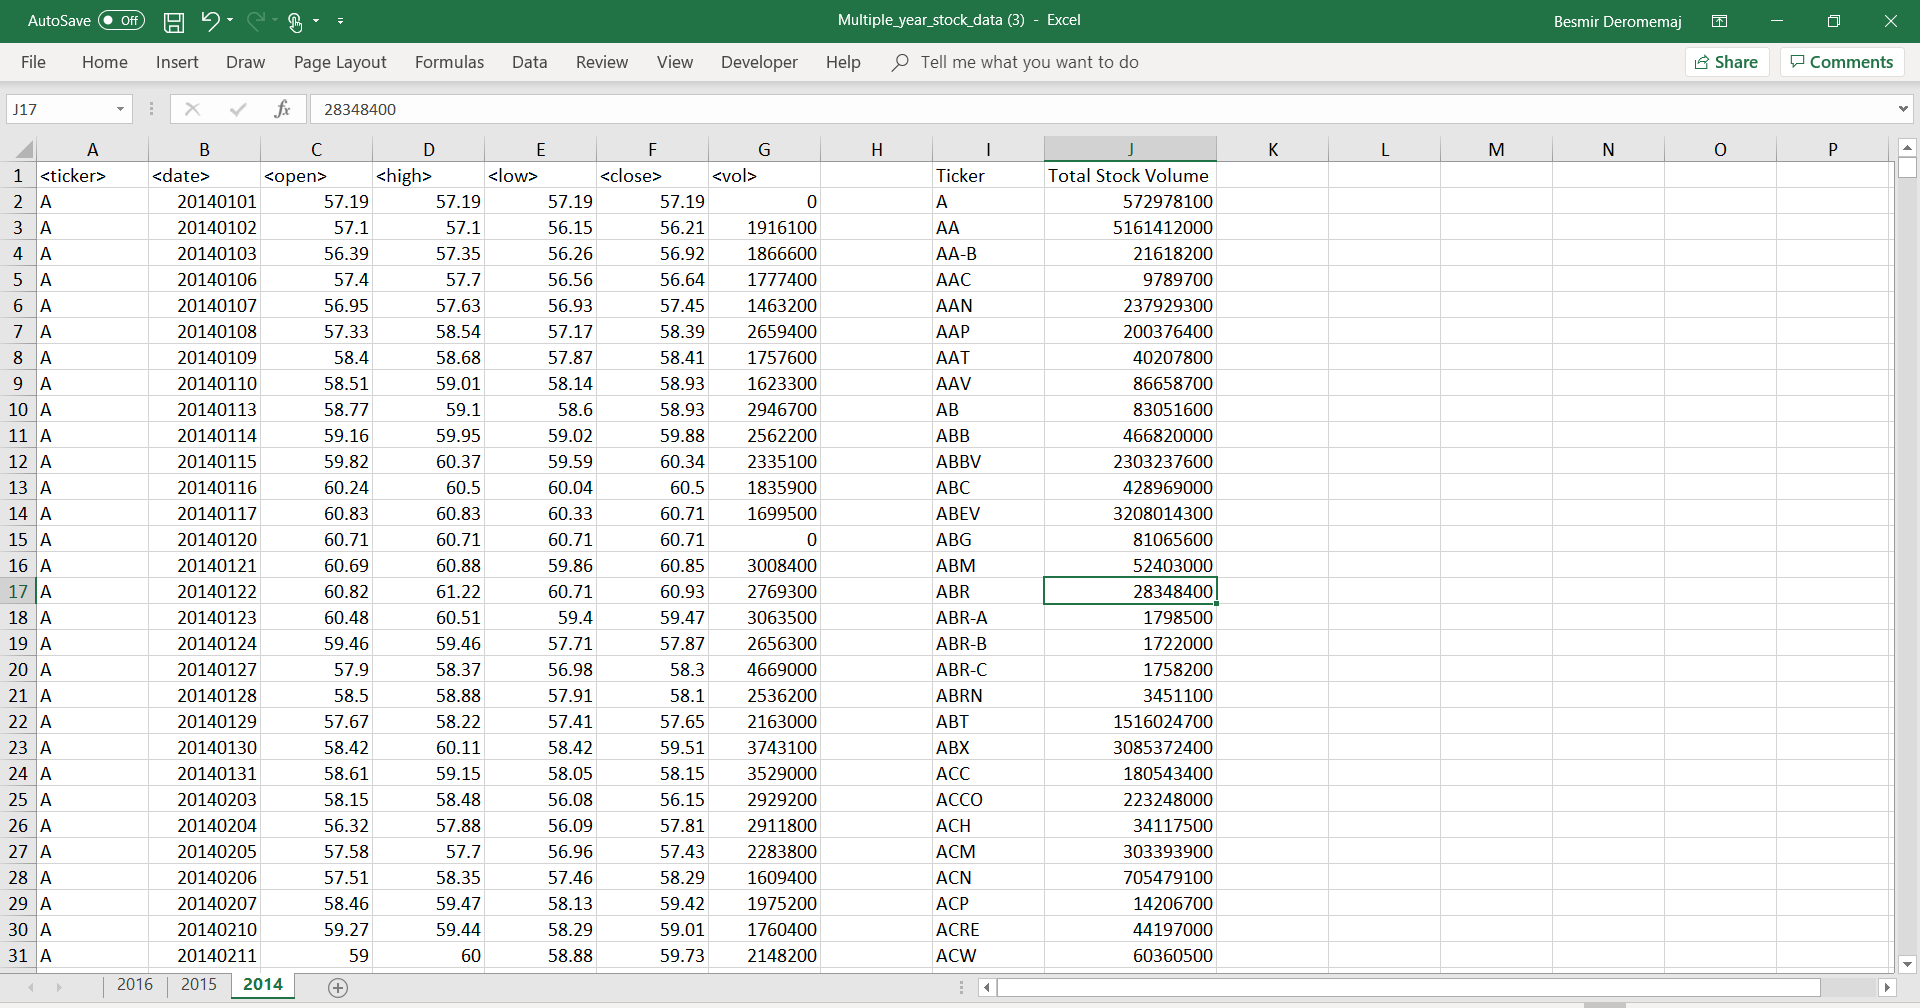 AutoSave Off Multiple_year_stock_data (3) - Excel Besmir Deromemaj
File Home Insert Draw Page Layout Formulas Data Review View Developer Help Tell me what you want to do Share Comments
J17 fx 28348400
A B C D E F G H I J K L M N O P
1 <ticker> <date> <open> <high> <low> <close> <vol> Ticker Total Stock Volume
2 A 20140101 57.19 57.19 57.19 57.19 0 A 572978100
3 A 20140102 57.1 57.1 56.15 56.21 1916100 AA 5161412000
4 A 20140103 56.39 57.35 56.26 56.92 1866600 AA-B 21618200
5 A 20140106 57.4 57.7 56.56 56.64 1777400 AAC 9789700
6 A 20140107 56.95 57.63 56.93 57.45 1463200 AAN 237929300
7 A 20140108 57.33 58.54 57.17 58.39 2659400 AAP 200376400
8 A 20140109 58.4 58.68 57.87 58.41 1757600 AAT 40207800
9 A 20140110 58.51 59.01 58.14 58.93 1623300 AAV 86658700
10 A 20140113 58.77 59.1 58.6 58.93 2946700 AB 83051600
11 A 20140114 59.16 59.95 59.02 59.88 2562200 ABB 466820000
12 A 20140115 59.82 60.37 59.59 60.34 2335100 ABBV 2303237600
13 A 20140116 60.24 60.5 60.04 60.5 1835900 ABC 428969000
14 A 20140117 60.83 60.83 60.33 60.71 1699500 ABEV 3208014300
15 A 20140120 60.71 60.71 60.71 60.71 0 ABG 81065600
16 A 20140121 60.69 60.88 59.86 60.85 3008400 ABM 52403000
17 A 20140122 60.82 61.22 60.71 60.93 2769300 ABR 28348400
18 A 20140123 60.48 60.51 59.4 59.47 3063500 ABR-A 1798500
19 A 20140124 59.46 59.46 57.71 57.87 2656300 ABR-B 1722000
20 A 20140127 57.9 58.37 56.98 58.3 4669000 ABR-C 1758200
21 A 20140128 58.5 58.88 57.91 58.1 2536200 ABRN 3451100
22 A 20140129 57.67 58.22 57.41 57.65 2163000 ABT 1516024700
23 A 20140130 58.42 60.11 58.42 59.51 3743100 ABX 3085372400
24 A 20140131 58.61 59.15 58.05 58.15 3529000 ACC 180543400
25 A 20140203 58.15 58.48 56.08 56.15 2929200 ACCO 223248000
26 A 20140204 56.32 57.88 56.09 57.81 2911800 ACH 34117500
27 A 20140205 57.58 57.7 56.96 57.43 2283800 ACM 303393900
28 A 20140206 57.51 58.35 57.46 58.29 1609400 ACN 705479100
29 A 20140207 58.46 59.47 58.13 59.42 1975200 ACP 14206700
30 A 20140210 59.27 59.44 58.29 59.01 1760400 ACRE 44197000
31 A 20140211 59 60 58.88 59.73 2148200 ACW 60360500
2016 2015 2014